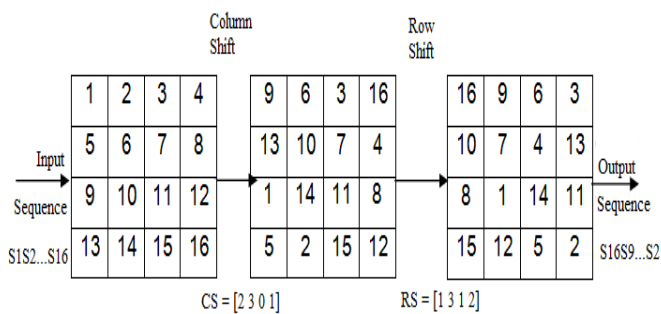 Column
Shift
Row
Shift
1 2 3 4
5 6 7 8
9 10 11 12
13 14 15 16
9 6 3 16
13 10 7 4
1 14 11 8
5 2 15 12
16 9 6 3
10 7 4 13
8 1 14 11
15 12 5 2
Input
Sequence
S1S2...S16
Output
Sequence
S16S9...S2
CS = [2 3 0 1]
RS = [1 3 1 2]